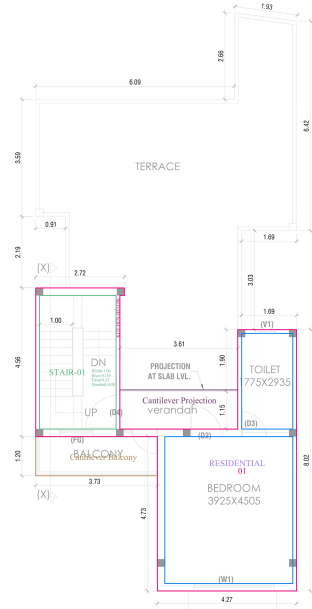 1.93
2.66
6.09
6.42
3.59
TERRACE
0.91
1.69
2.19
3.03
(X)
2.72
1.69
(V1)
1.00
3.61
1.90
4.56
DN
PROJECTION
AT SLAB LVL.
TOILET
1775X2935
STAIR-01
Cantilever Projection
1.15
UP
(D4)
verandah
(D3)
(FG)
(D2)
BALCONY
Cantilever Balcony
1.20
RESIDENTIAL
01
8.02
(X)
BEDROOM
3925X4505
3.73
4.73
(W1)
4.27